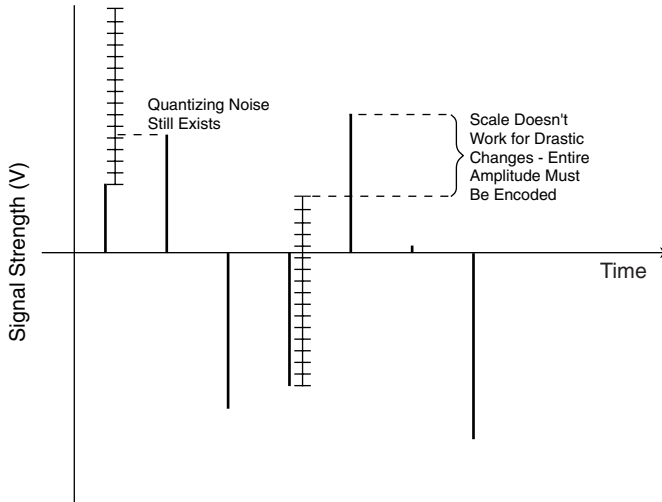 Quantizing Noise
Still Exists
Scale Doesn't
Work for Drastic
Changes - Entire
Amplitude Must
Be Encoded
Signal Strength (V)
Time